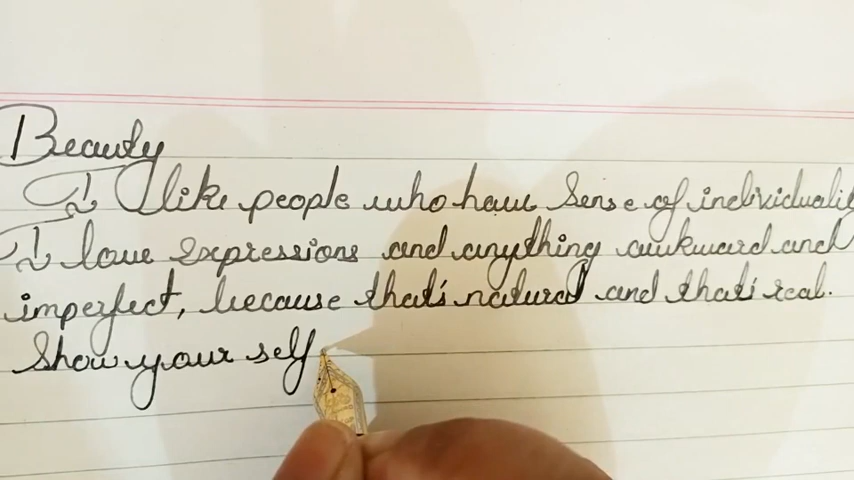 Beauty
I like people who have Sense of individuality
I love expressions and anything awkward and
imperfect, because that's natural and that's real.
Show your self